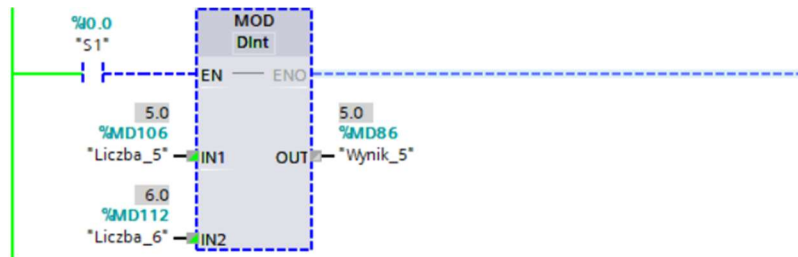 %I0.0
"S1"
MOD
DInt
EN
ENO
5.0
%MD106
"Liczba_5"
IN1
OUT
5.0
%MD86
"Wynik_5"
6.0
%MD112
"Liczba_6"
IN2